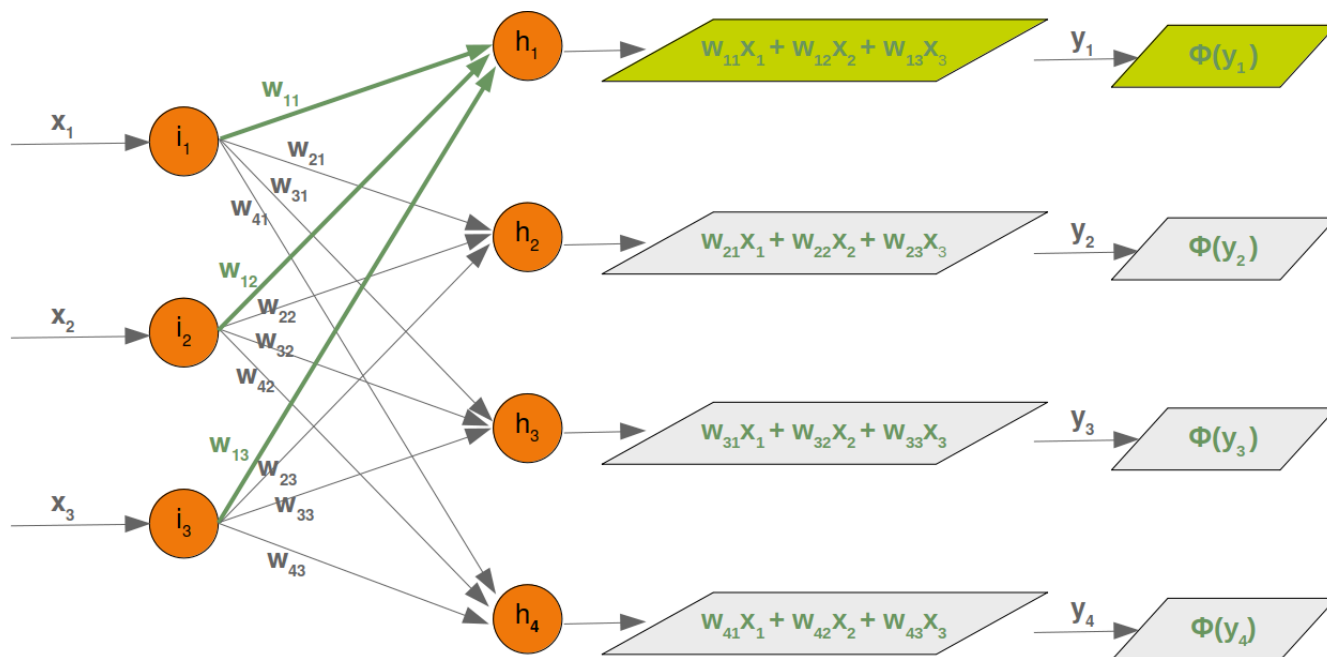 h₁
w₁₁x₁ + w₁₂x₂ + w₁₃x₃
y₁
Φ(y₁)
w₁₁
x₁
i₁
w₂₁
w₃₁
w₄₁
h₂
w₂₁x₁ + w₂₂x₂ + w₂₃x₃
y₂
Φ(y₂)
w₁₂
x₂
i₂
w₂₂
w₃₂
w₄₂
h₃
w₃₁x₁ + w₃₂x₂ + w₃₃x₃
y₃
Φ(y₃)
w₁₃
x₃
i₃
w₂₃
w₃₃
w₄₃
h₄
w₄₁x₁ + w₄₂x₂ + w₄₃x₃
y₄
Φ(y₄)